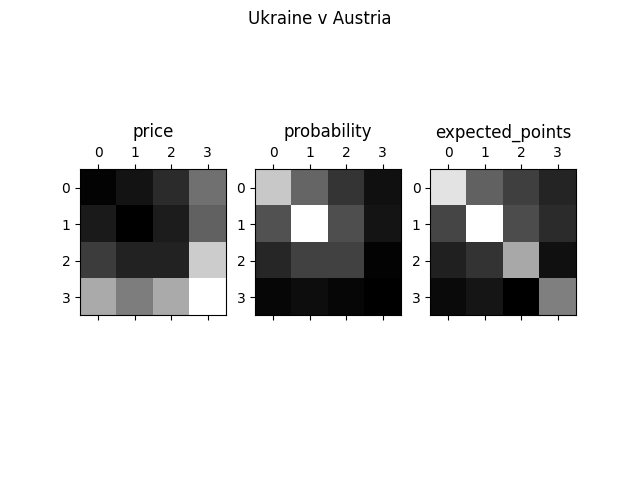 Ukraine v Austria
price probability expected_points
0 1 2 3 0 1 2 3 0 1 2 3
0 0 0
1 1 1
2 2 2
3 3 3